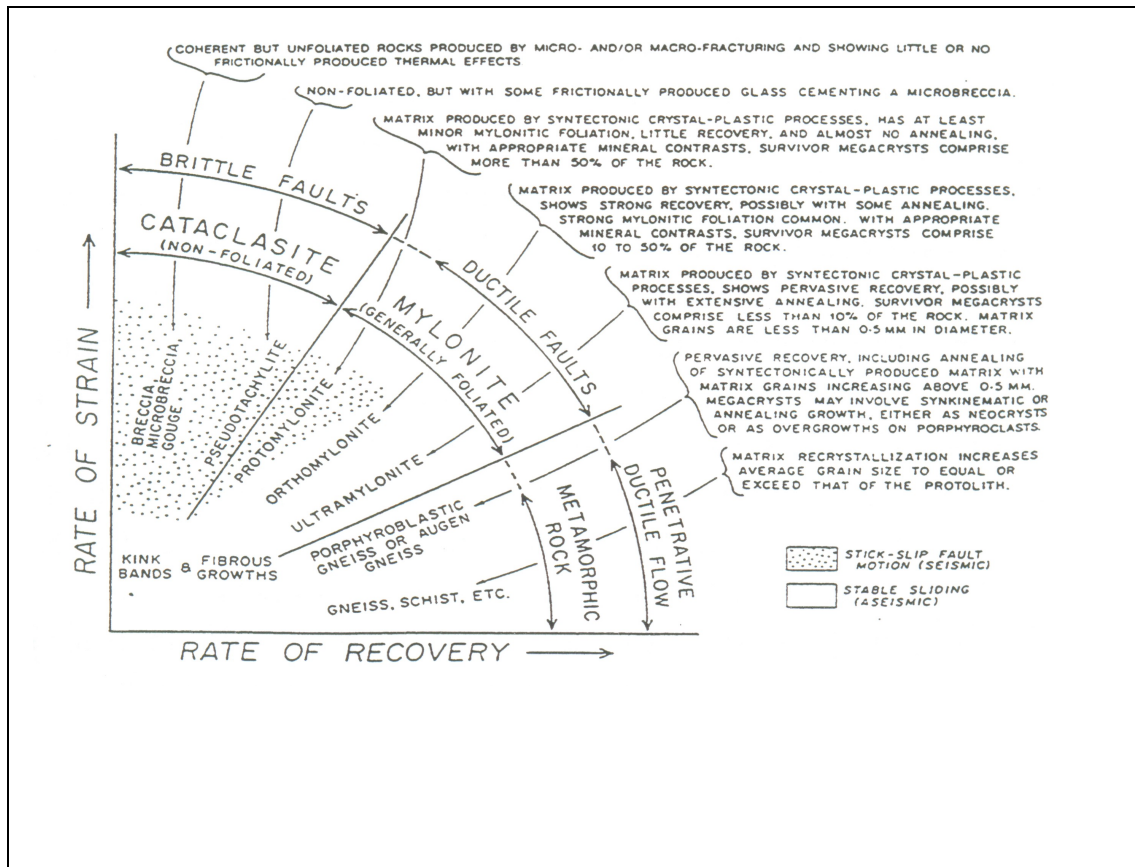 COHERENT BUT UNFOLIATED ROCKS PRODUCED BY MICRO- AND/OR MACRO-FRACTURING AND SHOWING LITTLE OR NO
FRICTIONALLY PRODUCED THERMAL EFFECTS
NON-FOLIATED, BUT WITH SOME FRICTIONALLY PRODUCED GLASS CEMENTING A MICROBRECCIA.
MATRIX PRODUCED BY SYNTECTONIC CRYSTAL-PLASTIC PROCESSES, HAS AT LEAST
MINOR MYLONITIC FOLIATION, LITTLE RECOVERY, AND ALMOST NO ANNEALING,
WITH APPROPRIATE MINERAL CONTRASTS, SURVIVOR MEGACRYSTS COMPRISE
MORE THAN 50% OF THE ROCK.
MATRIX PRODUCED BY SYNTECTONIC CRYSTAL-PLASTIC PROCESSES,
SHOWS STRONG RECOVERY, POSSIBLY WITH SOME ANNEALING.
STRONG MYLONITIC FOLIATION COMMON. WITH APPROPRIATE
MINERAL CONTRASTS, SURVIVOR MEGACRYSTS COMPRISE
10 TO 50% OF THE ROCK.
MATRIX PRODUCED BY SYNTECTONIC CRYSTAL-PLASTIC
PROCESSES, SHOWS PERVASIVE RECOVERY, POSSIBLY
WITH EXTENSIVE ANNEALING. SURVIVOR MEGACRYSTS
COMPRISE LESS THAN 10% OF THE ROCK. MATRIX
GRAINS ARE LESS THAN 0·5 MM IN DIAMETER.
PERVASIVE RECOVERY, INCLUDING ANNEALING
OF SYNTECTONICALLY PRODUCED MATRIX WITH
MATRIX GRAINS INCREASING ABOVE 0·5 MM.
MEGACRYSTS MAY INVOLVE SYNKINEMATIC OR
ANNEALING GROWTH, EITHER AS NEOCRYSTS
OR AS OVERGROWTHS ON PORPHYROCLASTS.
MATRIX RECRYSTALLIZATION INCREASES
AVERAGE GRAIN SIZE TO EQUAL OR
EXCEED THAT OF THE PROTOLITH.
BRITTLE FAULTS
CATACLASITE
(NON-FOLIATED)
DUCTILE FAULTS
MYLONITE
(GENERALLY FOLIATED)
PENETRATIVE
DUCTILE FLOW
METAMORPHIC
ROCK
BRECCIA,
MICROBRECCIA,
GOUGE
PSEUDOTACHYLITE
PROTOMYLONITE
ORTHOMYLONITE
ULTRAMYLONITE
PORPHYROBLASTIC
GNEISS OR AUGEN
GNEISS
GNEISS, SCHIST, ETC.
KINK
BANDS & FIBROUS
GROWTHS
RATE OF STRAIN
RATE OF RECOVERY
STICK-SLIP FAULT
MOTION (SEISMIC)
STABLE SLIDING
(ASEISMIC)